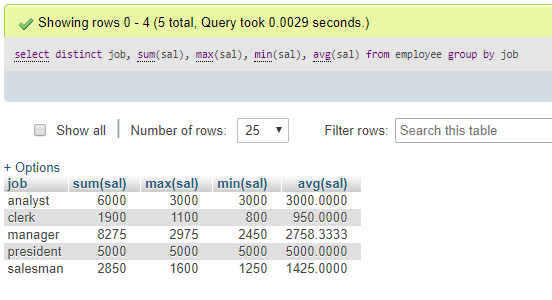 Showing rows 0 - 4 (5 total, Query took 0.0029 seconds.)
select distinct job, sum(sal), max(sal), min(sal), avg(sal) from employee group by job
Show all Number of rows: 25 Filter rows: Search this table
+ Options
job sum(sal) max(sal) min(sal) avg(sal)
analyst 6000 3000 3000 3000.0000
clerk 1900 1100 800 950.0000
manager 8275 2975 2450 2758.3333
president 5000 5000 5000 5000.0000
salesman 2850 1600 1250 1425.0000